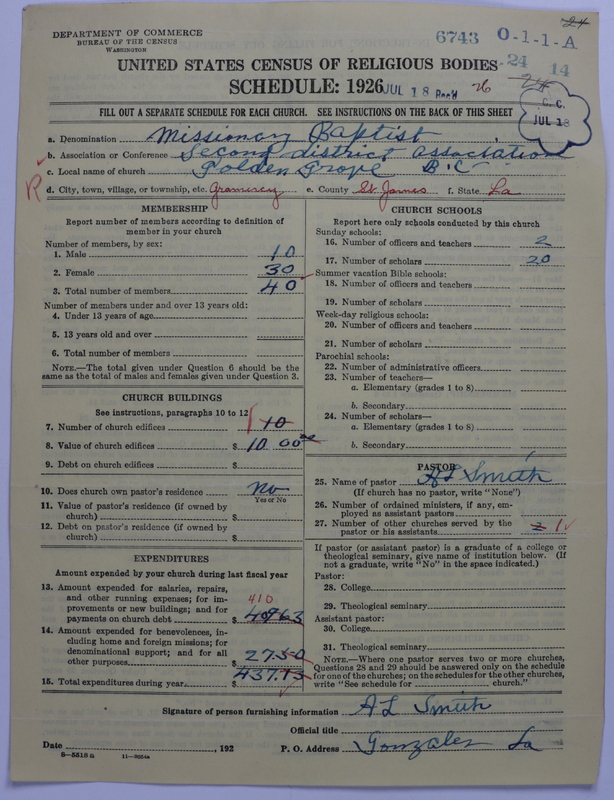 DEPARTMENT OF COMMERCE
BUREAU OF THE CENSUS
WASHINGTON
6743 0-1-1-A
24
-24 14
UNITED STATES CENSUS OF RELIGIOUS BODIES
SCHEDULE: 1926
JUL 18 Rec'd 26 24
C. C.
JUL 18
FILL OUT A SEPARATE SCHEDULE FOR EACH CHURCH. SEE INSTRUCTIONS ON THE BACK OF THIS SHEET
a. Denomination Missionary Baptist
b. Association or Conference Second district association
c. Local name of church Golden Grove B.C
R d. City, town, village, or township, etc. Gramercy e. County St. James f. State La
MEMBERSHIP
Report number of members according to definition of
member in your church
Number of members, by sex:
1. Male 10
2. Female 30
3. Total number of members 40
Number of members under and over 13 years old:
4. Under 13 years of age
5. 13 years old and over
6. Total number of members
NOTE.—The total given under Question 6 should be the
same as the total of males and females given under Question 3.
CHURCH BUILDINGS
See instructions, paragraphs 10 to 12
7. Number of church edifices 1 10
8. Value of church edifices $ 10 00
9. Debt on church edifices $
10. Does church own pastor's residence No
Yes or No
11. Value of pastor's residence (if owned by
church) $
12. Debt on pastor's residence (if owned by
church) $
EXPENDITURES
Amount expended by your church during last fiscal year
13. Amount expended for salaries, repairs,
and other running expenses; for im-
provements or new buildings; and for
payments on church debt $ 410
14. Amount expended for benevolences, in-
cluding home and foreign missions; for
denominational support; and for all
other purposes $ 27.50
15. Total expenditures during year $ 437.13
CHURCH SCHOOLS
Report here only schools conducted by this church
Sunday schools:
16. Number of officers and teachers 2
17. Number of scholars 20
Summer vacation Bible schools:
18. Number of officers and teachers
19. Number of scholars
Week-day religious schools:
20. Number of officers and teachers
21. Number of scholars
Parochial schools:
22. Number of administrative officers
23. Number of teachers—
a. Elementary (grades 1 to 8)
b. Secondary
24. Number of scholars—
a. Elementary (grades 1 to 8)
b. Secondary
PASTOR
25. Name of pastor A L Smith
(If church has no pastor, write "None")
26. Number of ordained ministers, if any, em-
ployed as assistant pastors
27. Number of other churches served by the
pastor or his assistants 2 1
If pastor (or assistant pastor) is a graduate of a college or
theological seminary, give name of institution below. (If
not a graduate, write "No" in the space indicated.)
Pastor:
28. College
29. Theological seminary
Assistant pastor:
30. College
31. Theological seminary
NOTE.—Where one pastor serves two or more churches,
Questions 28 and 29 should be answered only on the schedule
for one of the churches; on the schedules for the other churches,
write "See schedule for church."
Signature of person furnishing information A L Smith
Official title
Date , 192 P. O. Address Gonzales La
8-5518a 11-9664a